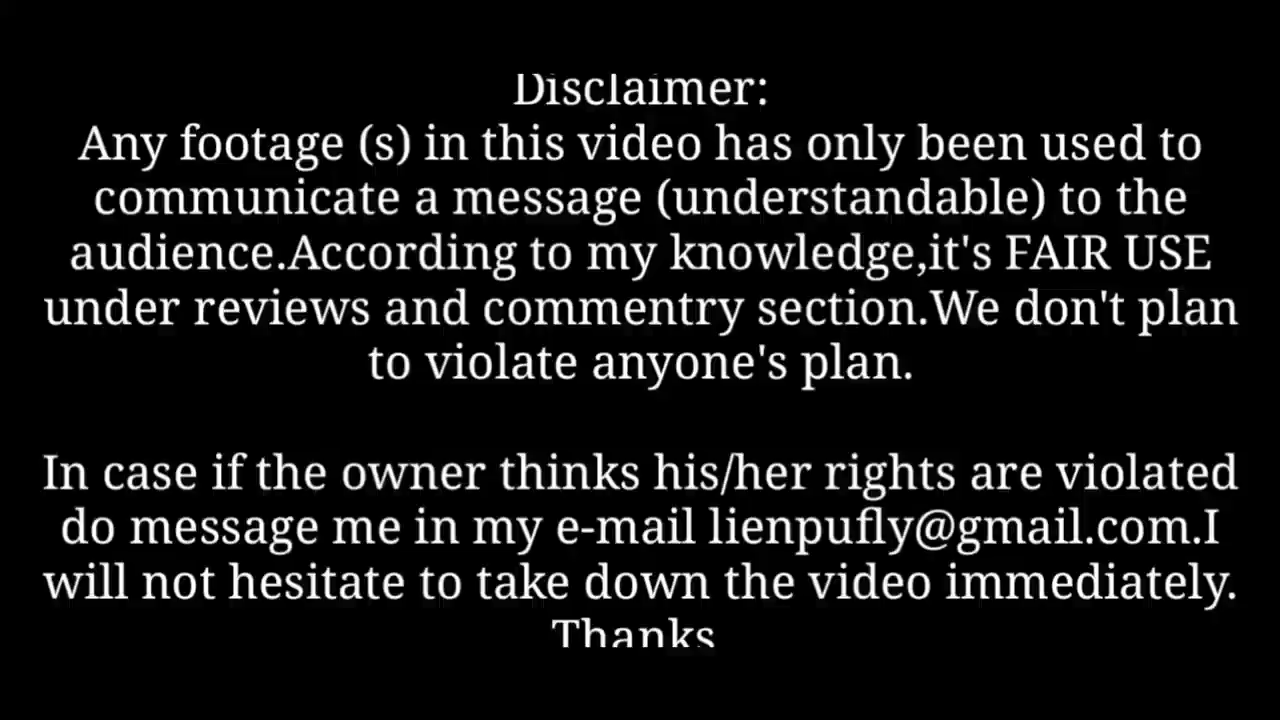 Disclaimer:
Any footage (s) in this video has only been used to
communicate a message (understandable) to the
audience.According to my knowledge,it's FAIR USE
under reviews and commentry section.We don't plan
to violate anyone's plan.
In case if the owner thinks his/her rights are violated
do message me in my e-mail lienpufly@gmail.com.I
will not hesitate to take down the video immediately.
Thanks